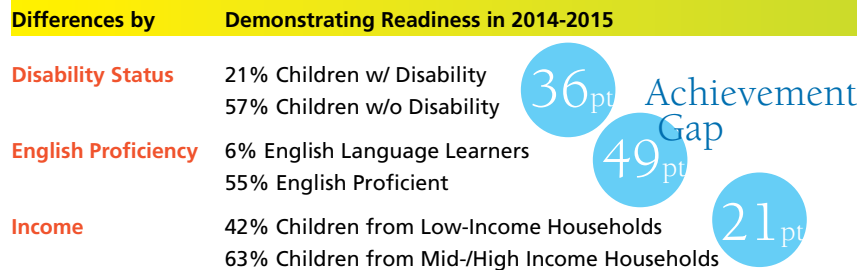 Differences by Demonstrating Readiness in 2014-2015
Disability Status 21% Children w/ Disability
57% Children w/o Disability
36pt
Achievement
Gap
English Proficiency 6% English Language Learners
55% English Proficient
49pt
Income 42% Children from Low-Income Households
63% Children from Mid-/High Income Households
21pt